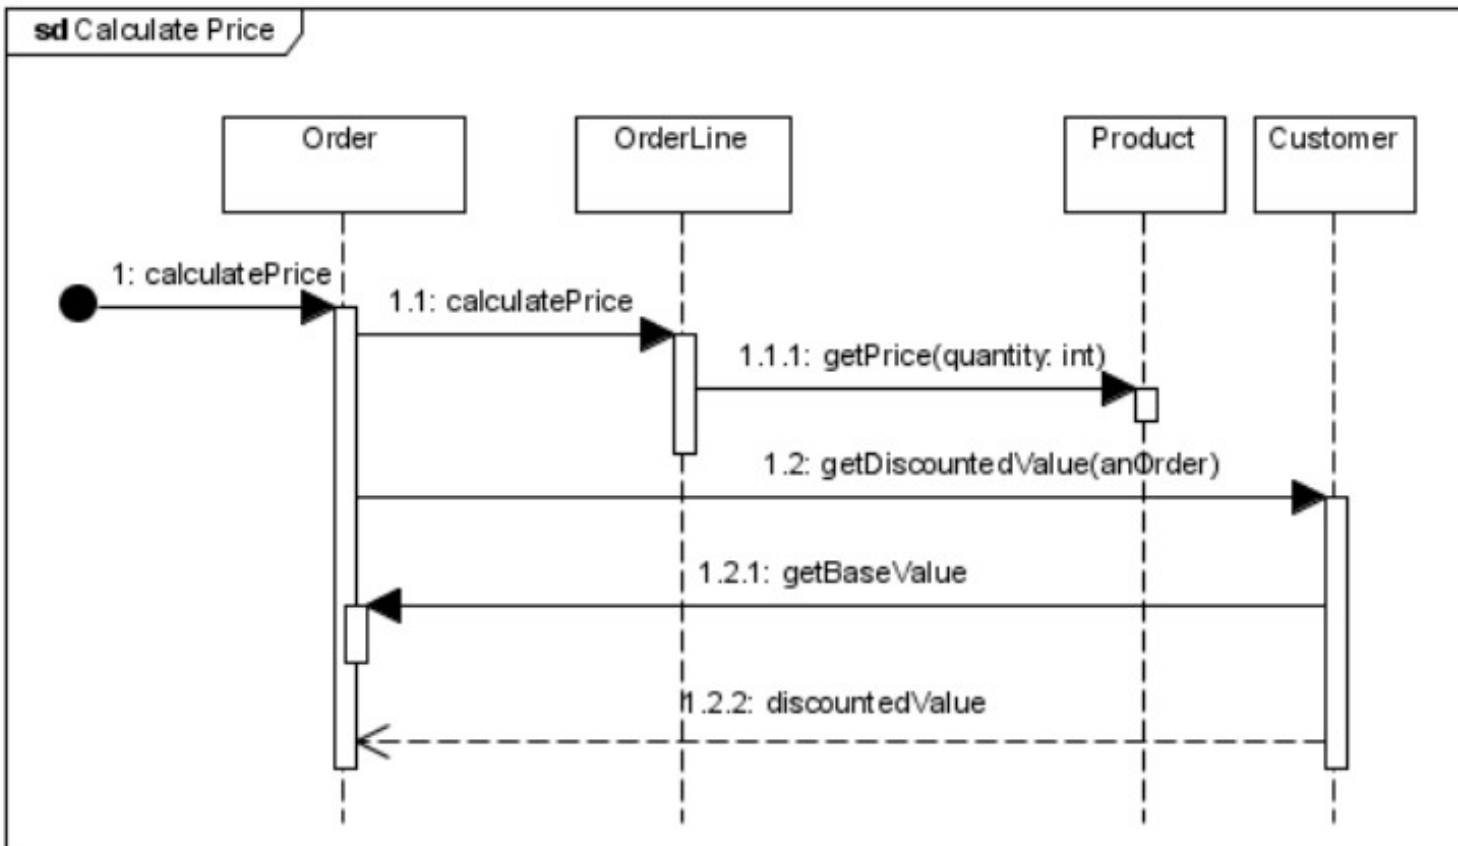 sd Calculate Price
Order
OrderLine
Product
Customer
1: calculatePrice
1.1: calculatePrice
1.1.1: getPrice(quantity: int)
1.2: getDiscountedValue(anOrder)
1.2.1: getBaseValue
1.2.2: discountedValue